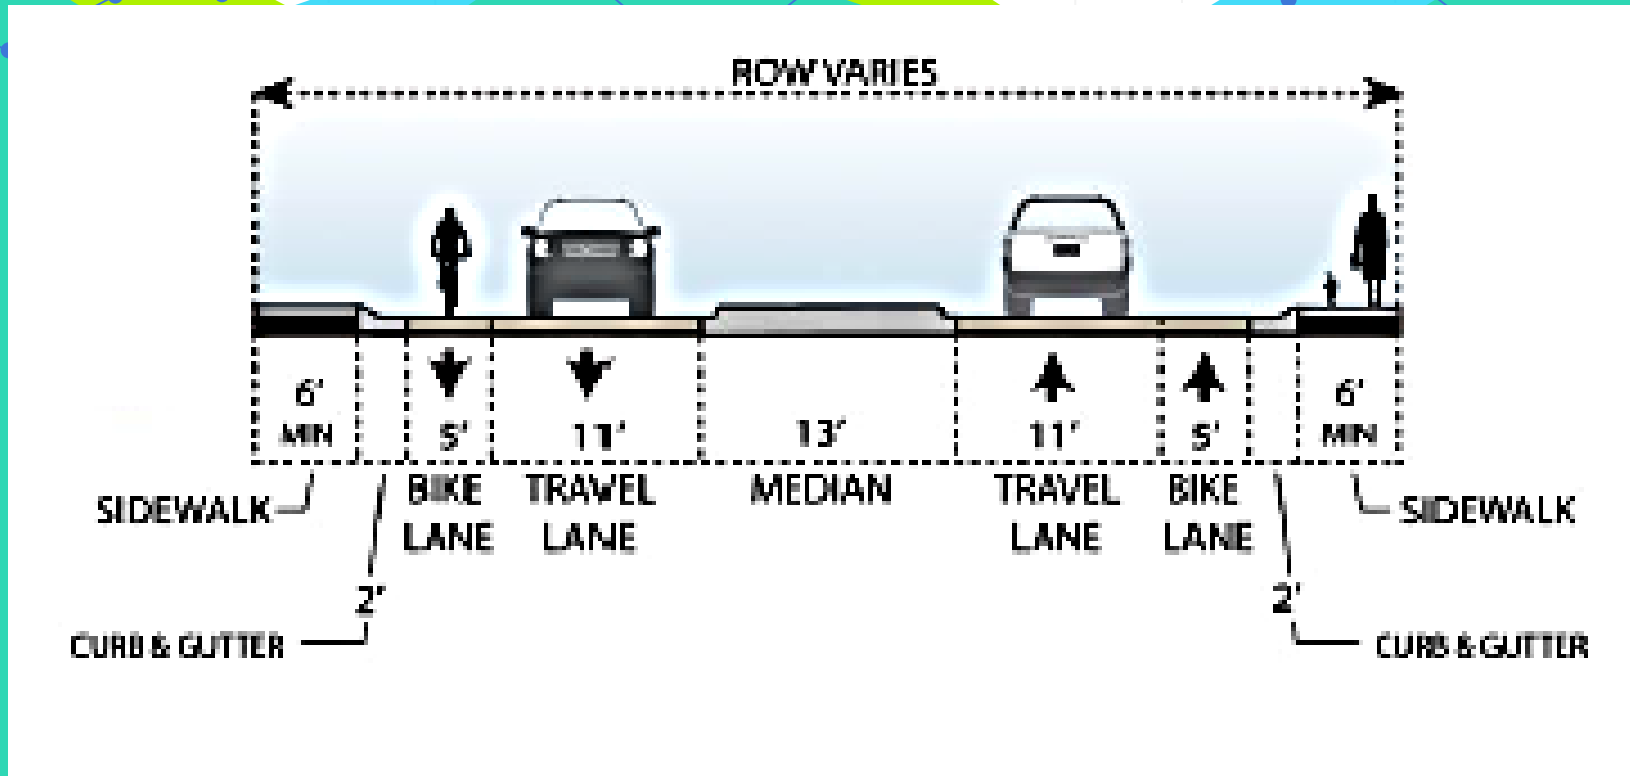 ROW VARIES
6'
MIN
5'
11'
13'
11'
5'
6'
MIN
SIDEWALK
BIKE
LANE
TRAVEL
LANE
MEDIAN
TRAVEL
LANE
BIKE
LANE
SIDEWALK
2'
2'
CURB & GUTTER
CURB & GUTTER